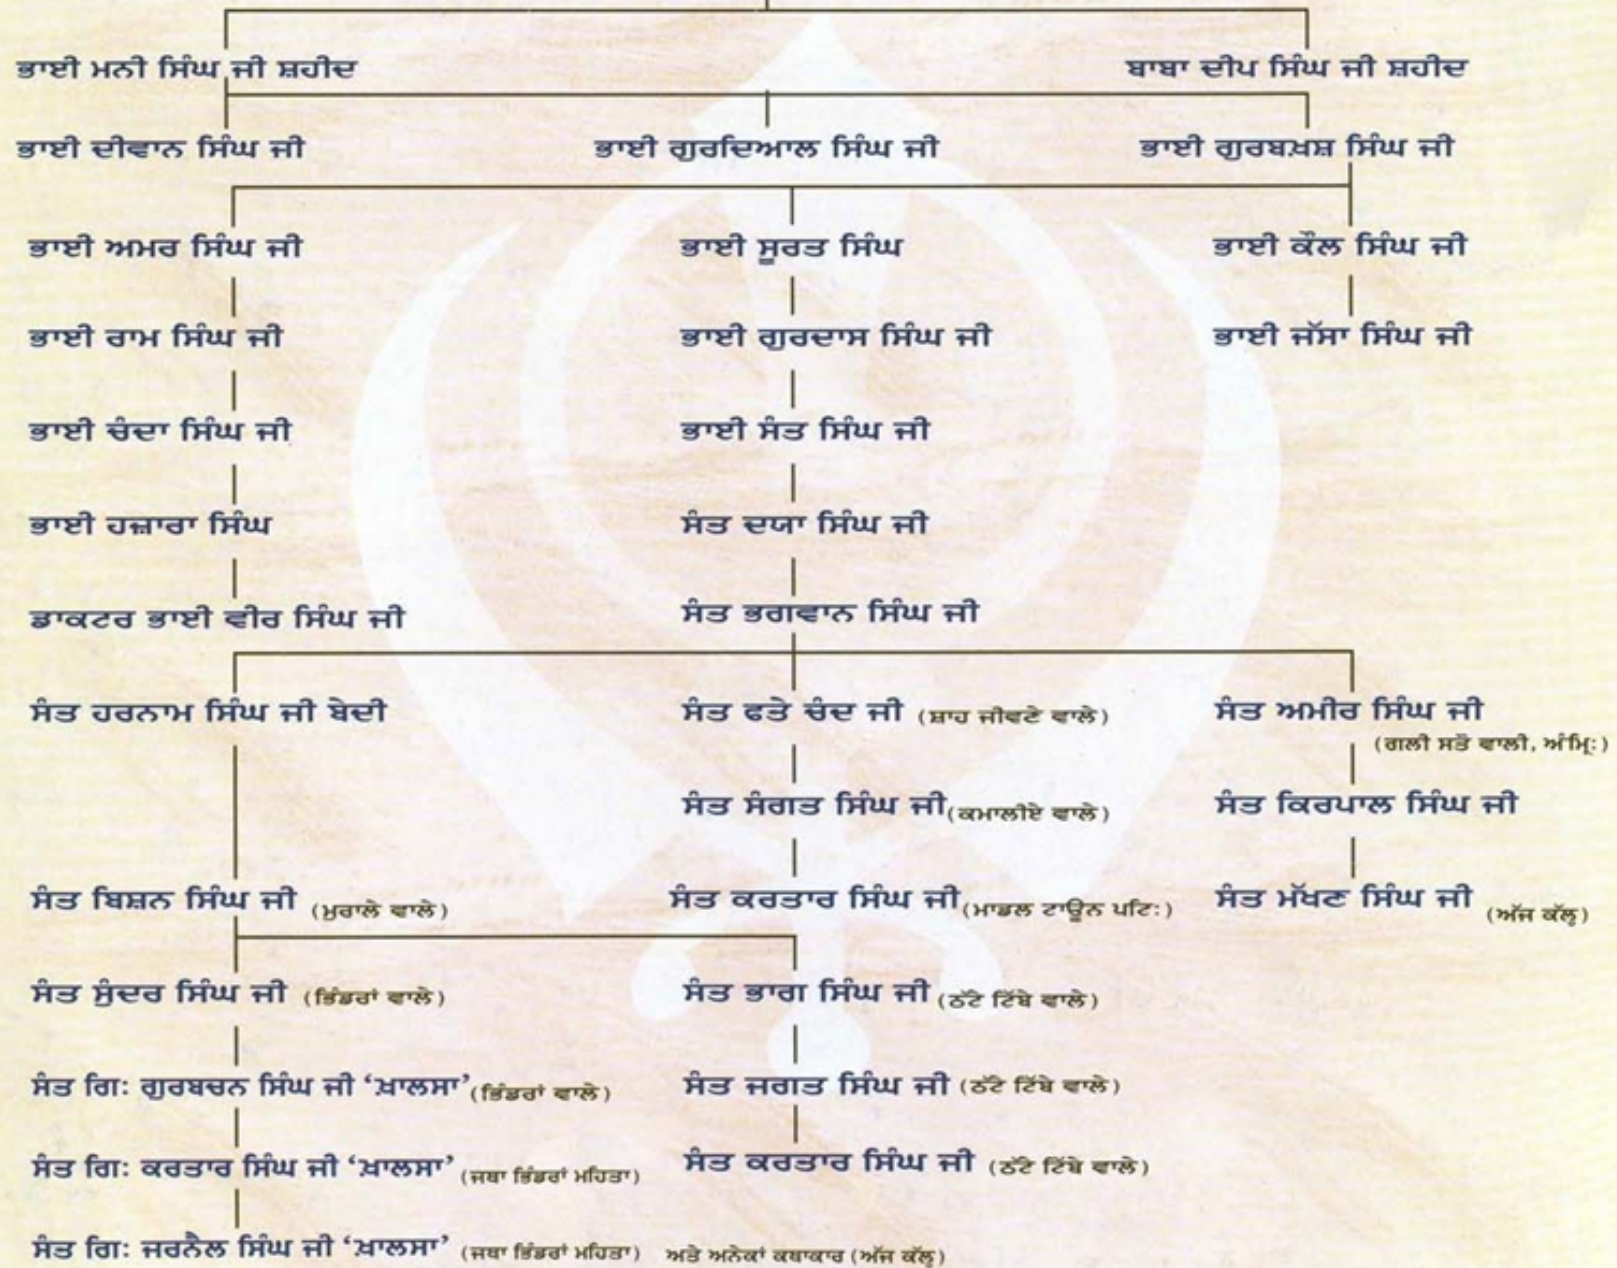 ਭਾਈ ਮਨੀ ਸਿੰਘ ਜੀ ਸ਼ਹੀਦ ਬਾਬਾ ਦੀਪ ਸਿੰਘ ਜੀ ਸ਼ਹੀਦ
ਭਾਈ ਦੀਵਾਨ ਸਿੰਘ ਜੀ ਭਾਈ ਗੁਰਦਿਆਲ ਸਿੰਘ ਜੀ ਭਾਈ ਗੁਰਬਖ਼ਸ਼ ਸਿੰਘ ਜੀ
ਭਾਈ ਅਮਰ ਸਿੰਘ ਜੀ ਭਾਈ ਸੂਰਤ ਸਿੰਘ ਭਾਈ ਕੌਲ ਸਿੰਘ ਜੀ
ਭਾਈ ਰਾਮ ਸਿੰਘ ਜੀ ਭਾਈ ਗੁਰਦਾਸ ਸਿੰਘ ਜੀ ਭਾਈ ਜੱਸਾ ਸਿੰਘ ਜੀ
ਭਾਈ ਚੰਦਾ ਸਿੰਘ ਜੀ ਭਾਈ ਸੰਤ ਸਿੰਘ ਜੀ
ਭਾਈ ਹਜ਼ਾਰਾ ਸਿੰਘ ਸੰਤ ਦਯਾ ਸਿੰਘ ਜੀ
ਡਾਕਟਰ ਭਾਈ ਵੀਰ ਸਿੰਘ ਜੀ ਸੰਤ ਭਗਵਾਨ ਸਿੰਘ ਜੀ
ਸੰਤ ਹਰਨਾਮ ਸਿੰਘ ਜੀ ਬੇਦੀ ਸੰਤ ਫਤੇ ਚੰਦ ਜੀ (ਸ਼ਾਹ ਜੀਵਣੇ ਵਾਲੇ) ਸੰਤ ਅਮੀਰ ਸਿੰਘ ਜੀ
(ਗਲੀ ਸਤੋ ਵਾਲੀ, ਅੰਮ੍ਰਿ:)
ਸੰਤ ਸੰਗਤ ਸਿੰਘ ਜੀ (ਕਮਾਲੀਏ ਵਾਲੇ) ਸੰਤ ਕਿਰਪਾਲ ਸਿੰਘ ਜੀ
ਸੰਤ ਬਿਸ਼ਨ ਸਿੰਘ ਜੀ (ਮੁਰਾਲੇ ਵਾਲੇ) ਸੰਤ ਕਰਤਾਰ ਸਿੰਘ ਜੀ (ਮਾਡਲ ਟਾਊਨ ਪਟਿ:) ਸੰਤ ਮੱਖਣ ਸਿੰਘ ਜੀ (ਅੱਜ ਕੱਲ੍ਹ)
ਸੰਤ ਸੁੰਦਰ ਸਿੰਘ ਜੀ (ਭਿੰਡਰਾਂ ਵਾਲੇ) ਸੰਤ ਭਾਗ ਸਿੰਘ ਜੀ (ਠੱਟੇ ਟਿੱਬੇ ਵਾਲੇ)
ਸੰਤ ਗਿ: ਗੁਰਬਚਨ ਸਿੰਘ ਜੀ ‘ਖ਼ਾਲਸਾ’ (ਭਿੰਡਰਾਂ ਵਾਲੇ) ਸੰਤ ਜਗਤ ਸਿੰਘ ਜੀ (ਠੱਟੇ ਟਿੱਬੇ ਵਾਲੇ)
ਸੰਤ ਗਿ: ਕਰਤਾਰ ਸਿੰਘ ਜੀ ‘ਖ਼ਾਲਸਾ’ (ਜਥਾ ਭਿੰਡਰਾਂ ਮਹਿਤਾ) ਸੰਤ ਕਰਤਾਰ ਸਿੰਘ ਜੀ (ਠੱਟੇ ਟਿੱਬੇ ਵਾਲੇ)
ਸੰਤ ਗਿ: ਜਰਨੈਲ ਸਿੰਘ ਜੀ ‘ਖ਼ਾਲਸਾ’ (ਜਥਾ ਭਿੰਡਰਾਂ ਮਹਿਤਾ) ਅਤੇ ਅਨੇਕਾਂ ਕਥਾਕਾਰ (ਅੱਜ ਕੱਲ੍ਹ)